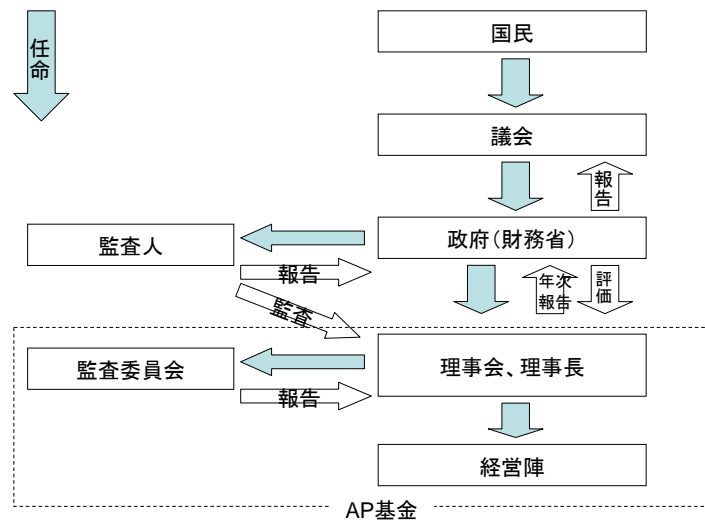 任命
国民
議会
報告
政府（財務省）
監査人
報告
年次
報告
評価
監査
監査委員会
理事会、理事長
報告
経営陣
AP基金